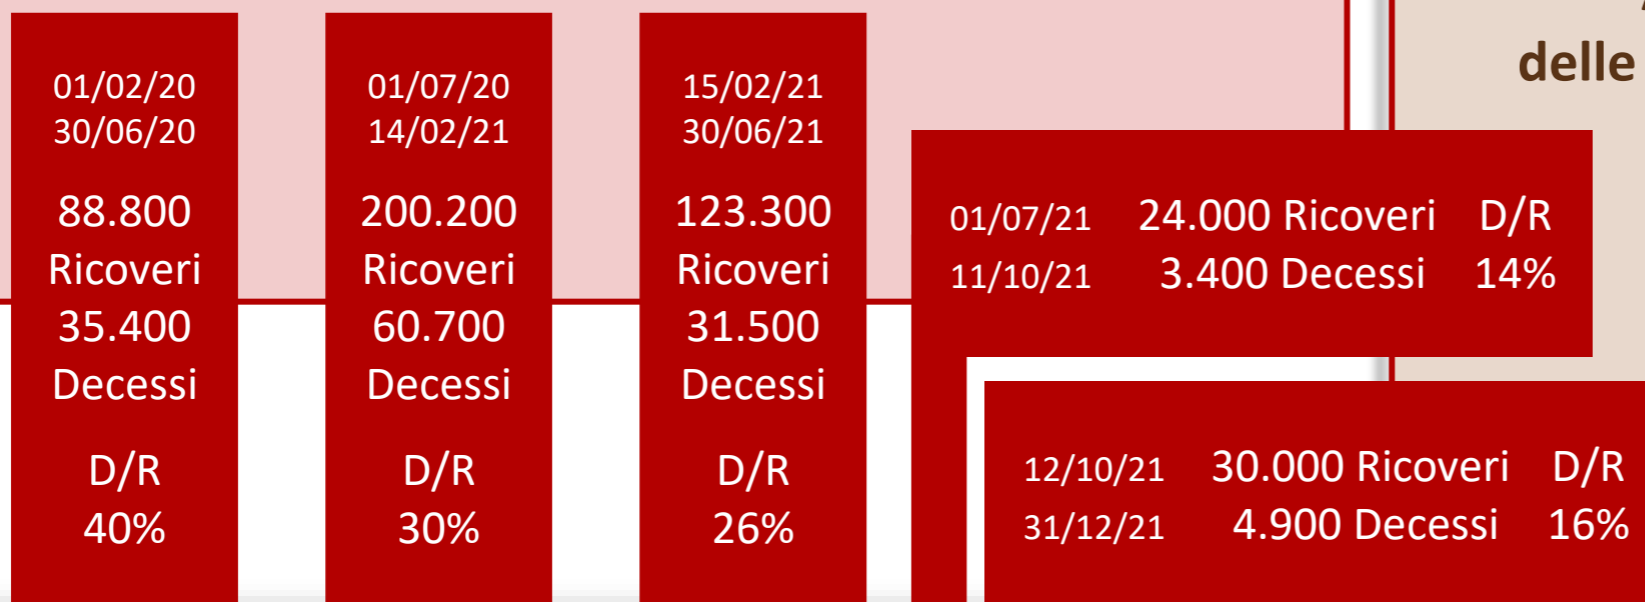 01/02/20
30/06/20
88.800
Ricoveri
35.400
Decessi
D/R
40%
01/07/20
14/02/21
200.200
Ricoveri
60.700
Decessi
D/R
30%
15/02/21
30/06/21
123.300
Ricoveri
31.500
Decessi
D/R
26%
delle
01/07/21 24.000 Ricoveri D/R
11/10/21 3.400 Decessi 14%
12/10/21 30.000 Ricoveri D/R
31/12/21 4.900 Decessi 16%